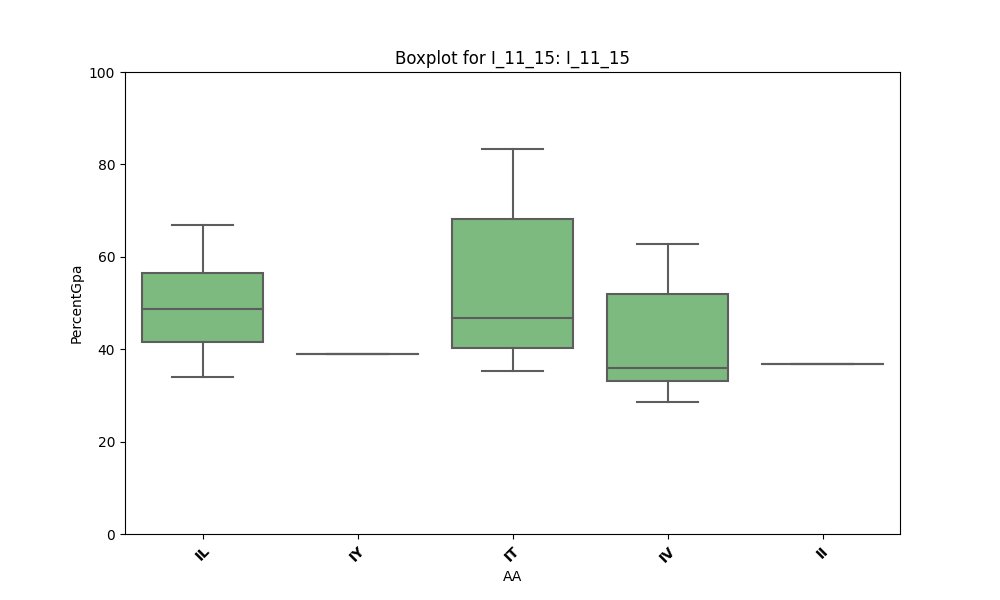 Boxplot for I_11_15: I_11_15
100
80
60
40
20
0
PercentGpa
IL
IY
IT
IV
II
AA